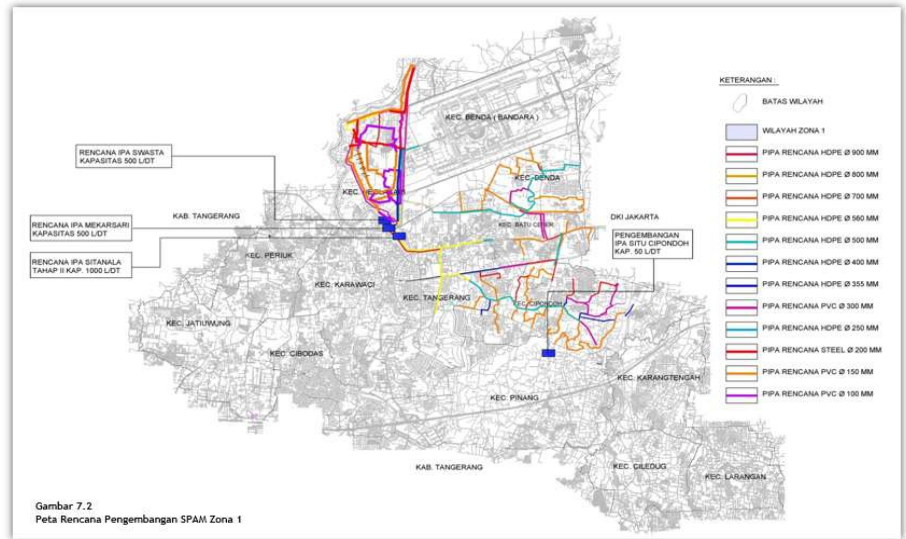 KEC. BENDA ( BANDARA )
RENCANA IPA SWASTA
KAPASITAS 500 L/DT
KEC. BENDA
KAB. TANGERANG
DKI JAKARTA
RENCANA IPA MEKARSARI
KAPASITAS 500 L/DT
KEC. BATU CEPER
PENGEMBANGAN
IPA SITU CIPONDOH
KAP. 50 L/DT
RENCANA IPA SITANALA
TAHAP II KAP. 1000 L/DT
KEC. PERIUK
KEC. KARAWACI
KEC. TANGERANG
KEC. CIPONDOH
KEC. JATIUWUNG
KEC. CIBODAS
KEC. KARANGTENGAH
KEC. PINANG
KAB. TANGERANG
KEC. CILEDUG
KEC. LARANGAN
KETERANGAN :
BATAS WILAYAH
WILAYAH ZONA 1
PIPA RENCANA HDPE Ø 900 MM
PIPA RENCANA HDPE Ø 800 MM
PIPA RENCANA HDPE Ø 700 MM
PIPA RENCANA HDPE Ø 560 MM
PIPA RENCANA HDPE Ø 500 MM
PIPA RENCANA HDPE Ø 400 MM
PIPA RENCANA HDPE Ø 355 MM
PIPA RENCANA PVC Ø 300 MM
PIPA RENCANA HDPE Ø 250 MM
PIPA RENCANA STEEL Ø 200 MM
PIPA RENCANA PVC Ø 150 MM
PIPA RENCANA PVC Ø 100 MM
Gambar 7.2
Peta Rencana Pengembangan SPAM Zona 1